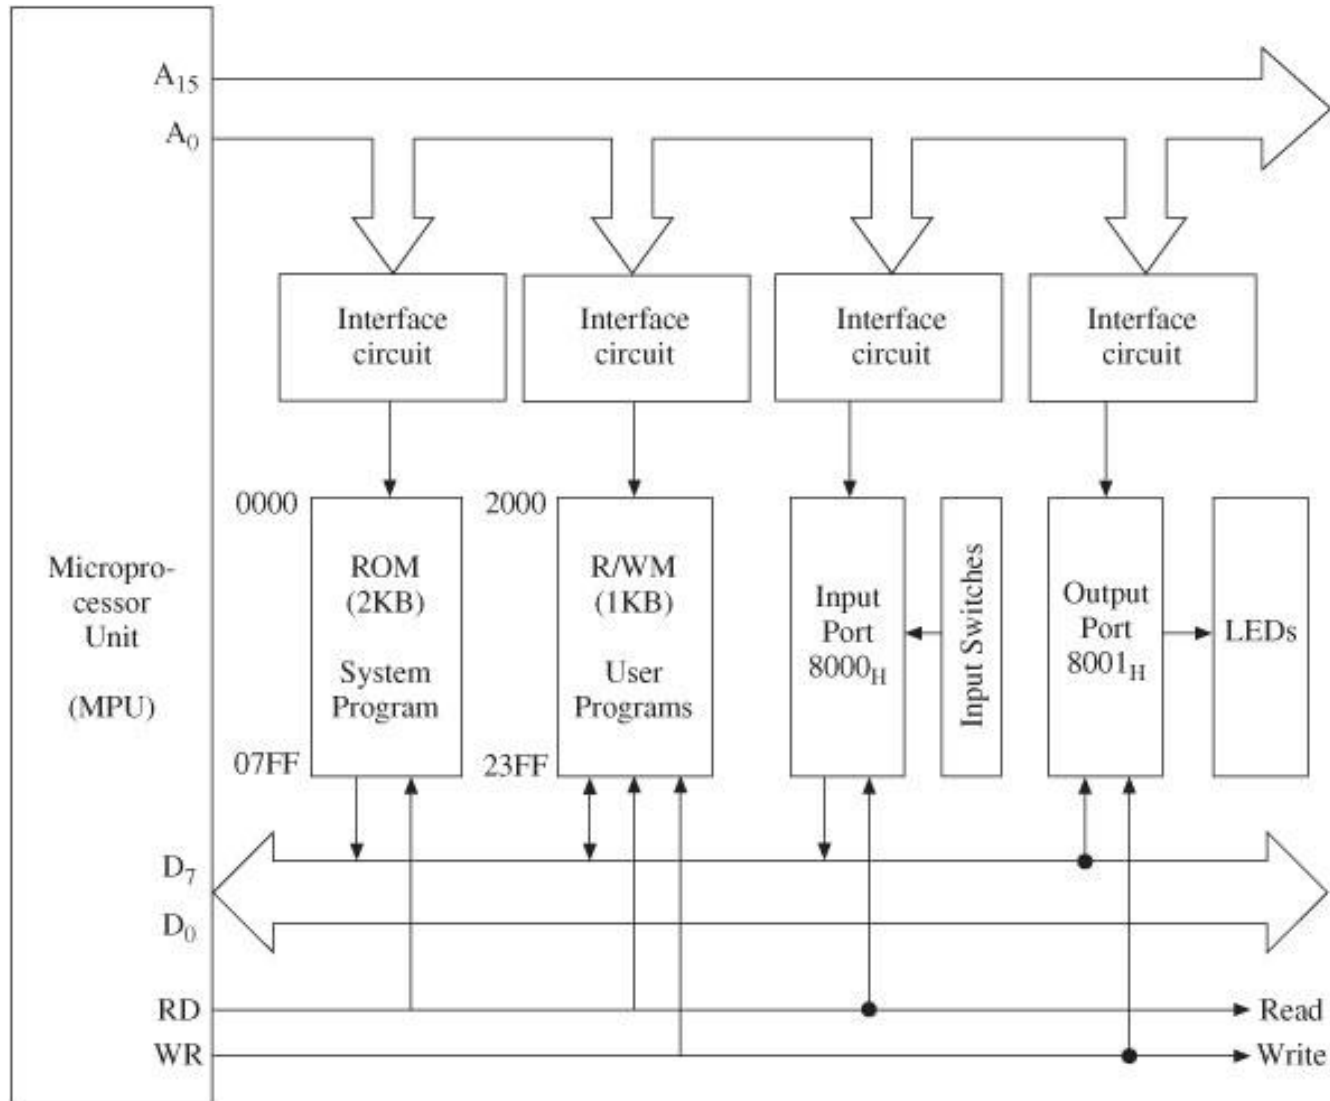 A₁₅
A₀
Interface
circuit
Interface
circuit
Interface
circuit
Interface
circuit
Micropro-
cessor
Unit
(MPU)
0000
ROM
(2KB)
System
Program
07FF
2000
R/WM
(1KB)
User
Programs
23FF
Input
Port
8000H
Input Switches
Output
Port
8001H
LEDs
D₇
D₀
RD
Read
WR
Write